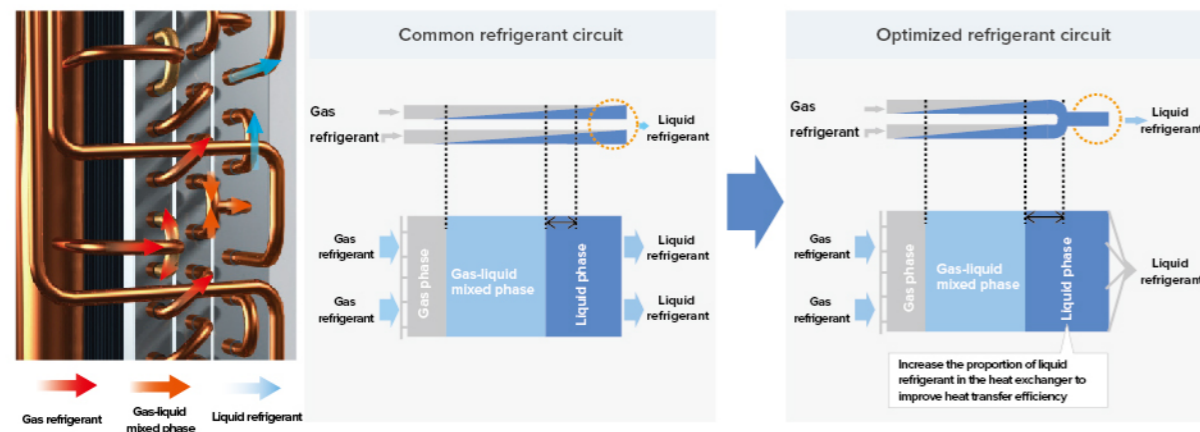 Common refrigerant circuit
Gas
refrigerant
Liquid
refrigerant
Gas
refrigerant
Gas
refrigerant
Gas phase
Gas-liquid
mixed phase
Liquid phase
Liquid
refrigerant
Liquid
refrigerant
Optimized refrigerant circuit
Gas
refrigerant
Liquid
refrigerant
Gas
refrigerant
Gas
refrigerant
Gas phase
Gas-liquid
mixed phase
Liquid phase
Liquid
refrigerant
Increase the proportion of liquid
refrigerant in the heat exchanger to
improve heat transfer efficiency
Gas refrigerant
Gas-liquid
mixed phase
Liquid refrigerant